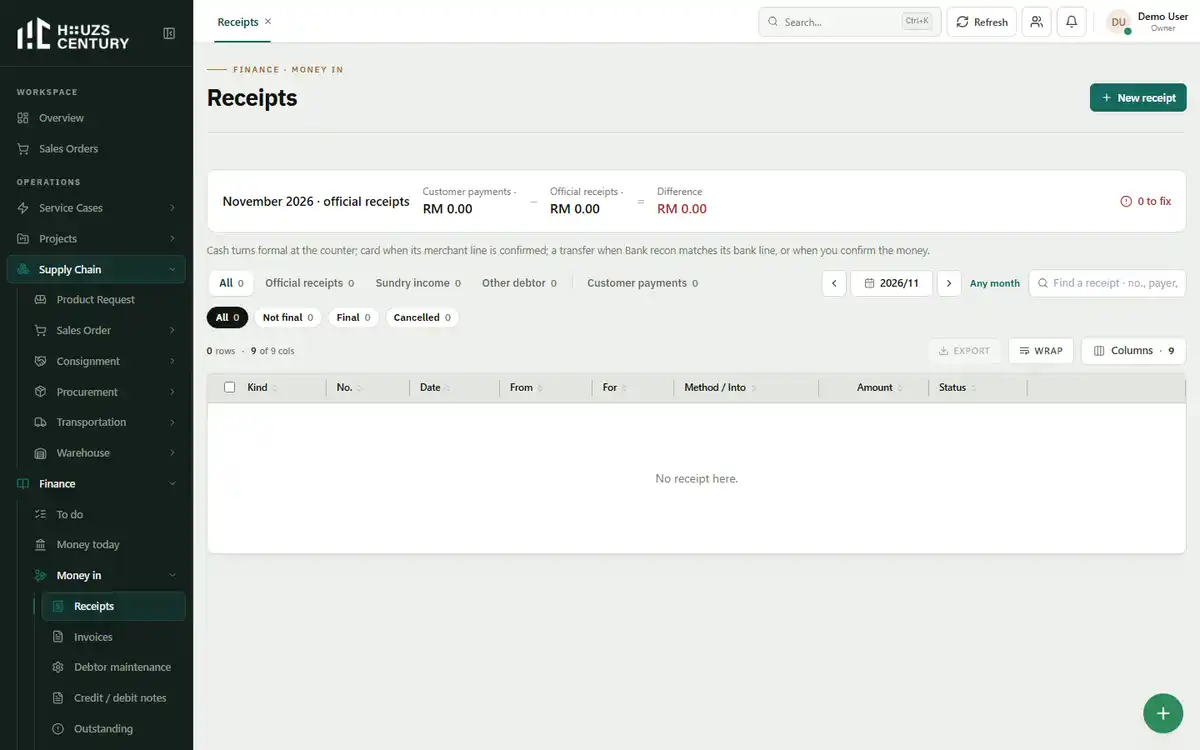 HOUZS
CENTURY
WORKSPACE
Overview
Sales Orders
OPERATIONS
Service Cases
Projects
Supply Chain
Product Request
Sales Order
Consignment
Procurement
Transportation
Warehouse
Finance
To do
Money today
Money in
Receipts
Invoices
Debtor maintenance
Credit / debit notes
Outstanding
Receipts ×
Search...
Ctrl+K
Refresh
DU
Demo User
Owner
FINANCE · MONEY IN
Receipts
+ New receipt
November 2026 · official receipts
Customer payments ·
RM 0.00
–
Official receipts ·
RM 0.00
=
Difference
RM 0.00
0 to fix
Cash turns formal at the counter; card when its merchant line is confirmed; a transfer when Bank recon matches its bank line, or when you confirm the money.
All 0
Official receipts 0
Sundry income 0
Other debtor 0
Customer payments 0
2026/11
Any month
Find a receipt · no., payer,
All 0
Not final 0
Final 0
Cancelled 0
0 rows · 9 of 9 cols
EXPORT
WRAP
Columns · 9
Kind
No.
Date
From
For
Method / Into
Amount
Status
No receipt here.
+